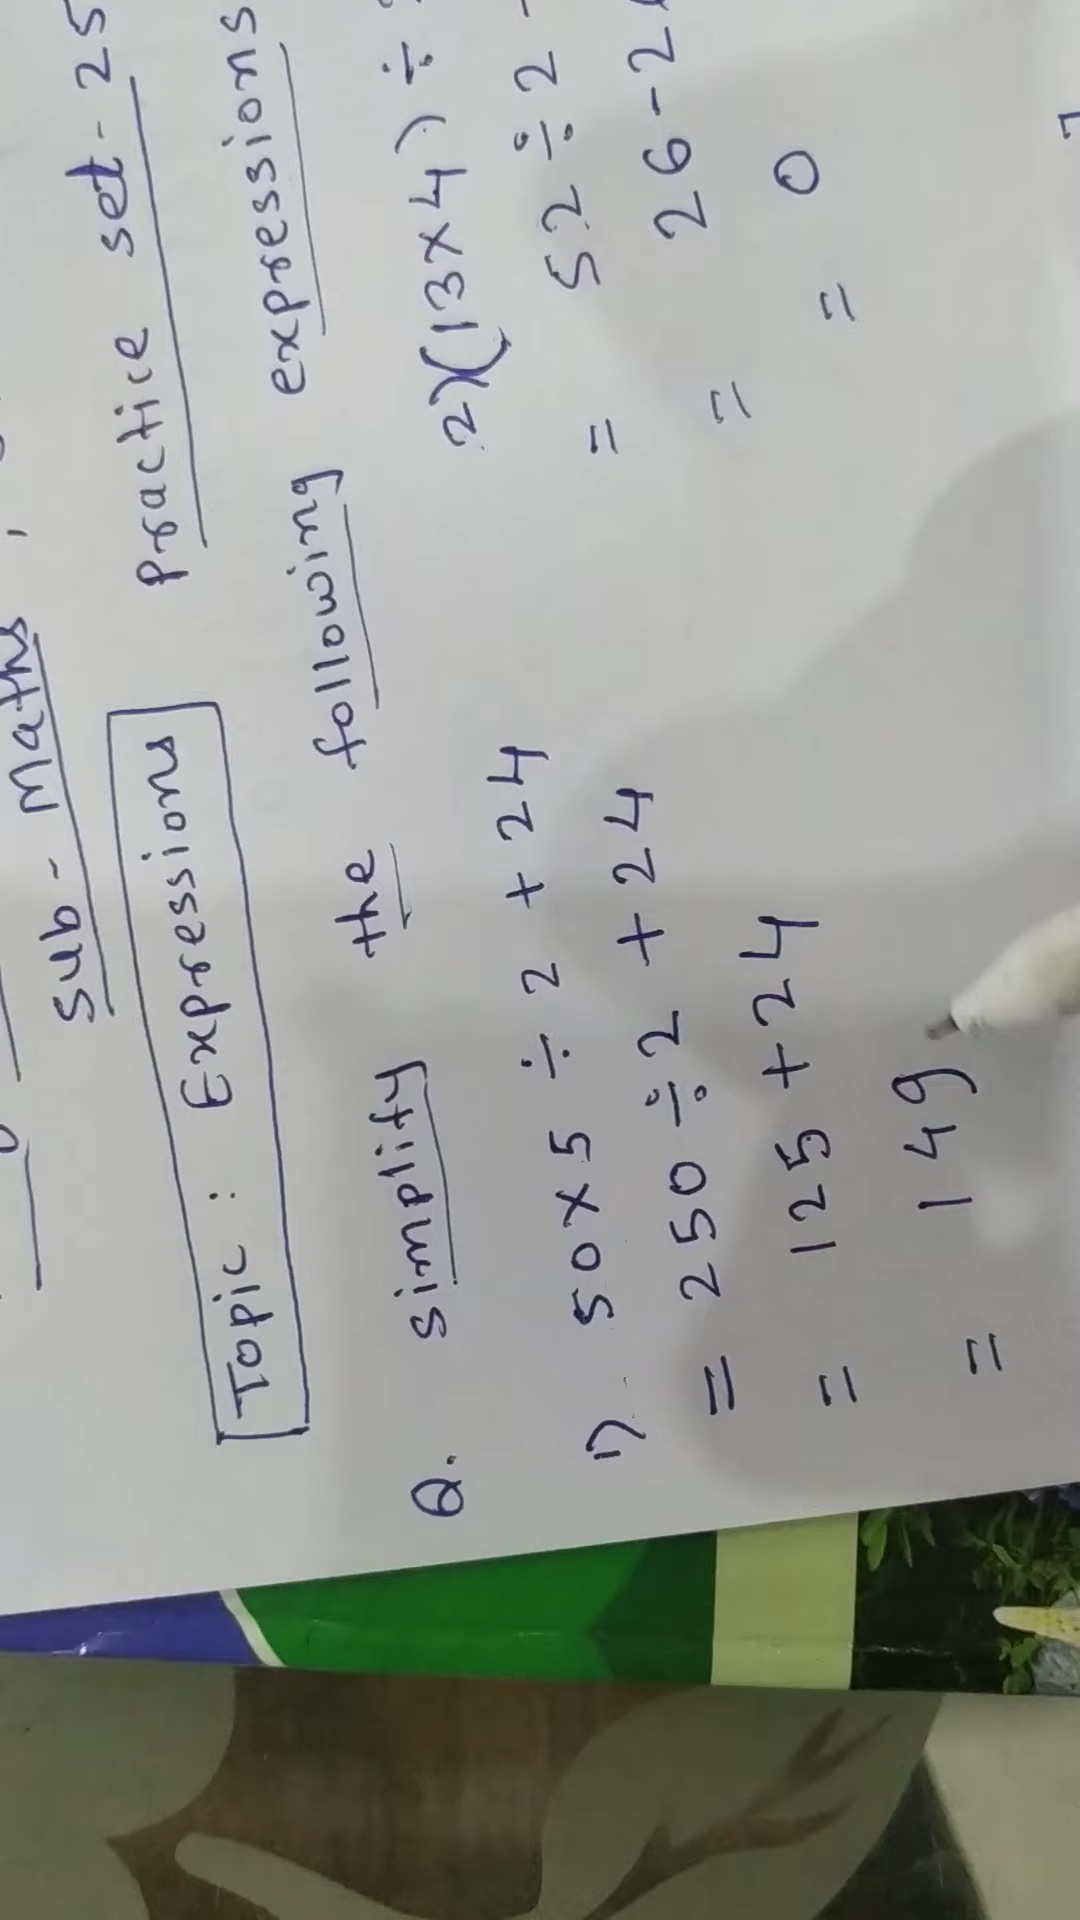 Sub - Maths
practice set - 25
Topic : Expressions
Q. Simplify the following expressions
1) 50 × 5 ÷ 2 + 24
= 250 ÷ 2 + 24
= 125 + 24
= 149
2) (13 × 4) ÷
= 52 ÷ 2 -
= 26 - 2
= 0